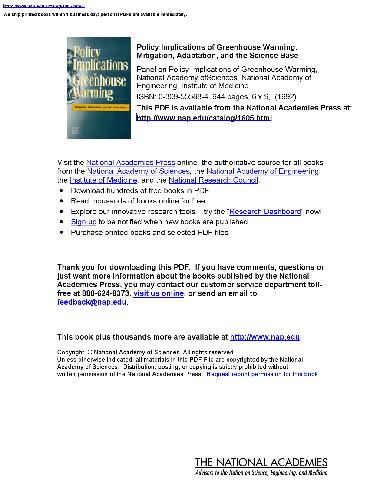 We ship printed books within 1 business day; personal PDFs are available immediately.
Policy
Implications
of
Greenhouse
Warming
Policy Implications of Greenhouse Warming:
Mitigation, Adaptation, and the Science Base
Panel on Policy Implications of Greenhouse Warming,
National Academy of Sciences, National Academy of
Engineering, Institute of Medicine
944 pages, 6 x 9, (1992)
This PDF is available from the National Academies Press at:
http://www.nap.edu/catalog/1605.html
Visit the National Academies Press online, the authoritative source for all books
from the National Academy of Sciences, the National Academy of Engineering,
the Institute of Medicine, and the National Research Council:
• Download hundreds of free books in PDF
• Read thousands of books online for free
• Explore our innovative research tools – try the "Research Dashboard" now!
• Sign up to be notified when new books are published
• Purchase printed books and selected PDF files
Thank you for downloading this PDF. If you have comments, questions or
just want more information about the books published by the National
Academies Press, you may contact our customer service department toll-
free at 888-624-8373, visit us online, or send an email to
feedback@nap.edu.
This book plus thousands more are available at http://www.nap.edu.
Copyright © National Academy of Sciences. All rights reserved.
Unless otherwise indicated, all materials in this PDF File are copyrighted by the National
Academy of Sciences. Distribution, posting, or copying is strictly prohibited without
written permission of the National Academies Press. Request reprint permission for this book.
THE NATIONAL ACADEMIES
Advisers to the Nation on Science, Engineering, and Medicine